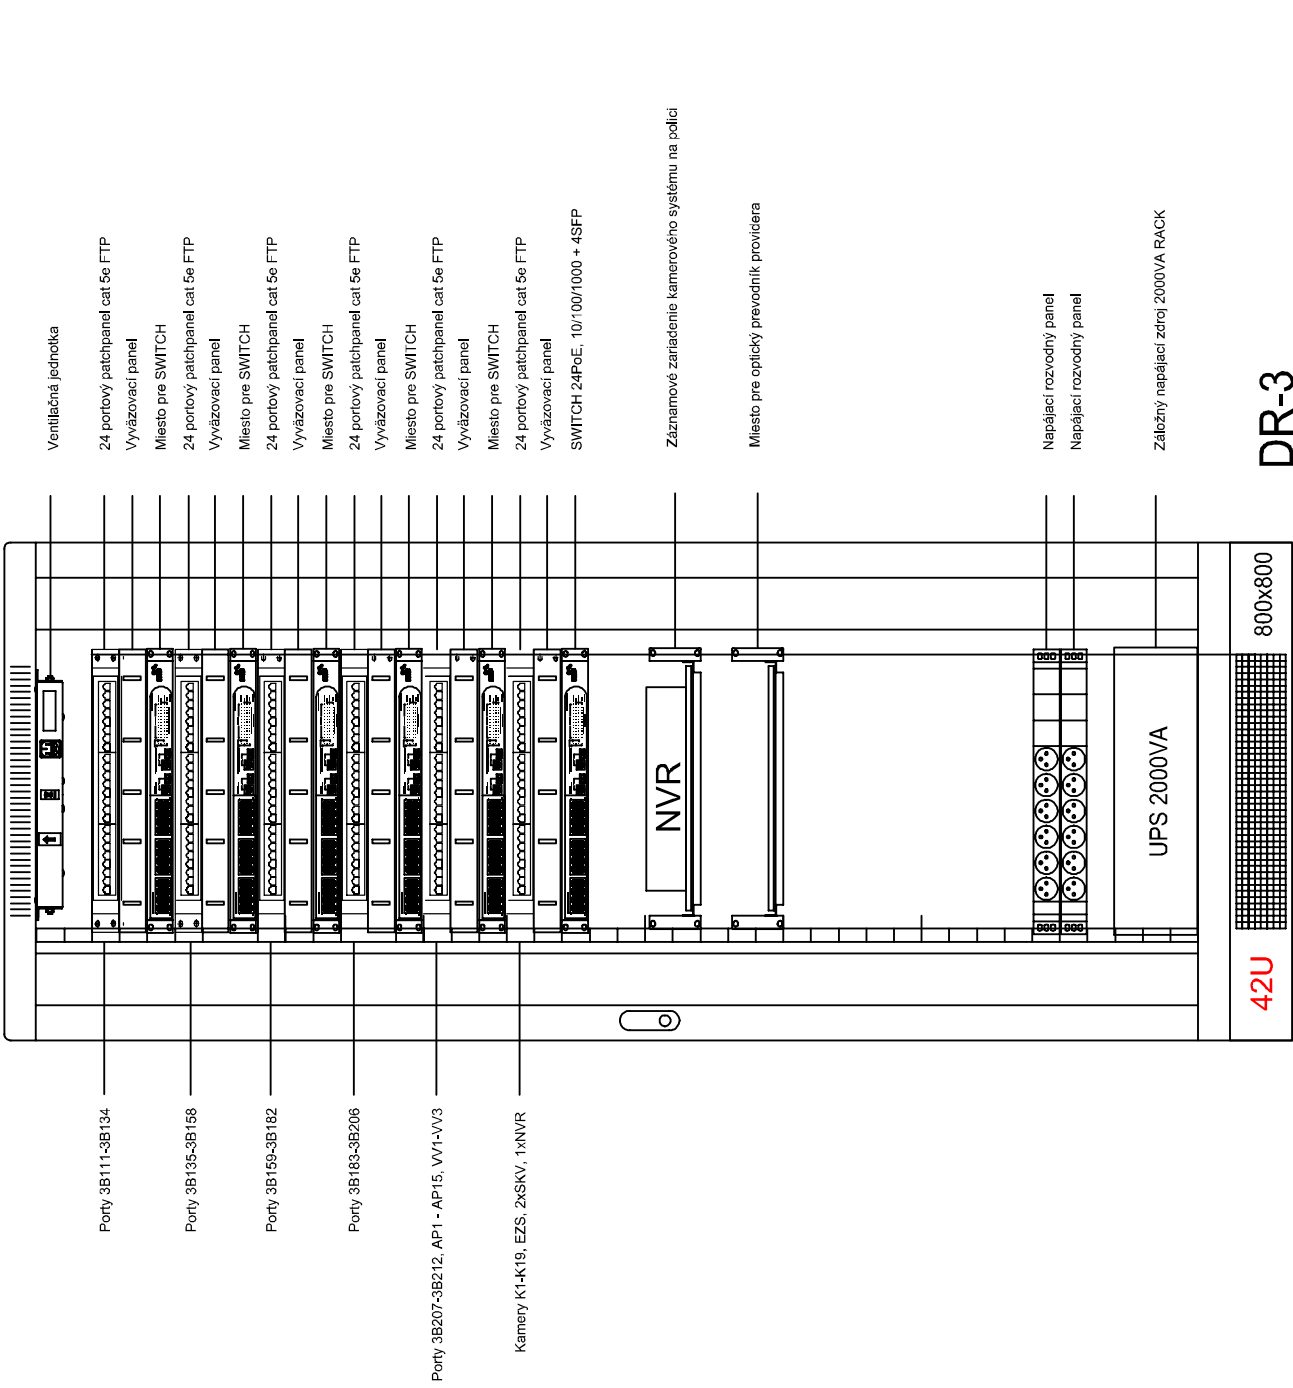 Ventilačná jednotka
24 portový patchpanel cat 5e FTP
Vyväzovací panel
Miesto pre SWITCH
24 portový patchpanel cat 5e FTP
Vyväzovací panel
Miesto pre SWITCH
24 portový patchpanel cat 5e FTP
Vyväzovací panel
Miesto pre SWITCH
24 portový patchpanel cat 5e FTP
Vyväzovací panel
Miesto pre SWITCH
24 portový patchpanel cat 5e FTP
Vyväzovací panel
Miesto pre SWITCH
24 portový patchpanel cat 5e FTP
Vyväzovací panel
SWITCH 24PoE, 10/100/1000 + 4SFP
Záznamové zariadenie kamerového systému na polici
Miesto pre optický prevodník providera
Napájací rozvodný panel
Napájací rozvodný panel
Záložný napájací zdroj 2000VA RACK
DR-3
NVR
UPS 2000VA
42U
800x800
Porty 3B111-3B134
Porty 3B135-3B158
Porty 3B159-3B182
Porty 3B183-3B206
Porty 3B207-3B212, AP1 - AP15, VV1-VV3
Kamery K1-K19, EZS, 2xSKV, 1xNVR